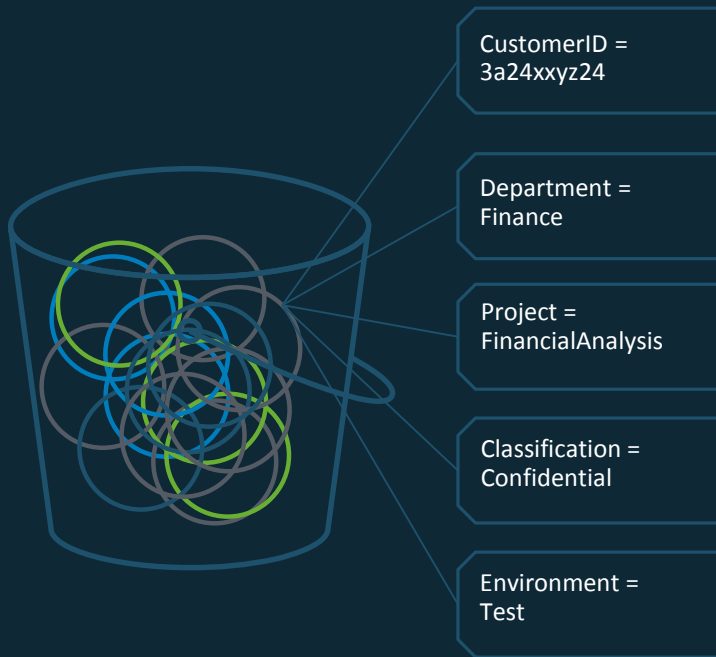 CustomerID =
3a24xxyz24
Department =
Finance
Project =
FinancialAnalysis
Classification =
Confidential
Environment =
Test